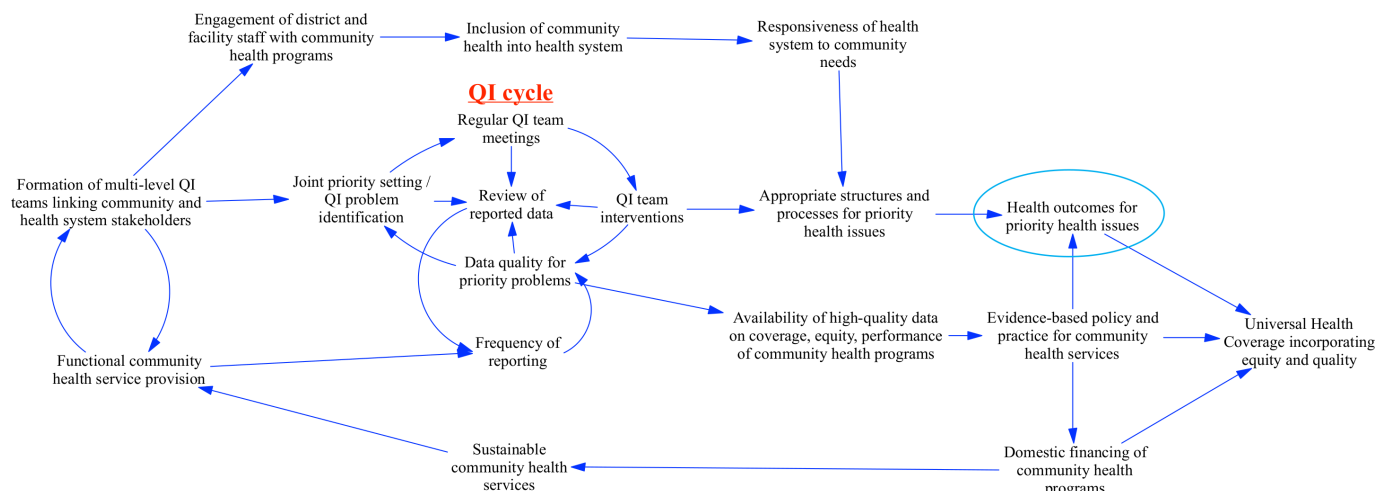 Engagement of district and
facility staff with community
health programs
Inclusion of community
health into health system
Responsiveness of health
system to community
needs
QI cycle
Regular QI team
meetings
Formation of multi-level QI
teams linking community and
health system stakeholders
Joint priority setting /
QI problem
identification
Review of
reported data
QI team
interventions
Appropriate structures and
processes for priority
health issues
Health outcomes for
priority health issues
Data quality for
priority problems
Availability of high-quality data
on coverage, equity, performance
of community health programs
Evidence-based policy and
practice for community
health services
Universal Health
Coverage incorporating
equity and quality
Functional community
health service provision
Frequency of
reporting
Sustainable
community health
services
Domestic financing of
community health
programs